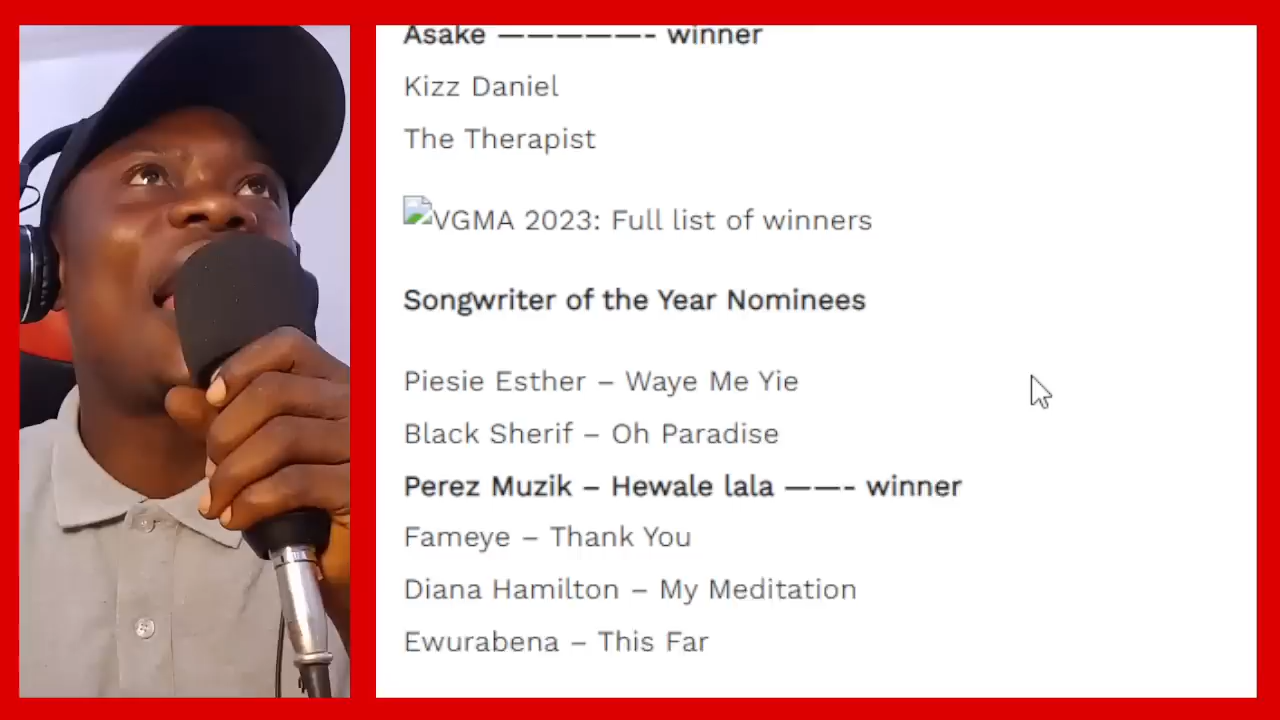 Asake —————- winner
Kizz Daniel
The Therapist
VGMA 2023: Full list of winners
Songwriter of the Year Nominees
Piesie Esther – Waye Me Yie
Black Sherif – Oh Paradise
Perez Muzik – Hewale lala ——- winner
Fameye – Thank You
Diana Hamilton – My Meditation
Ewurabena – This Far